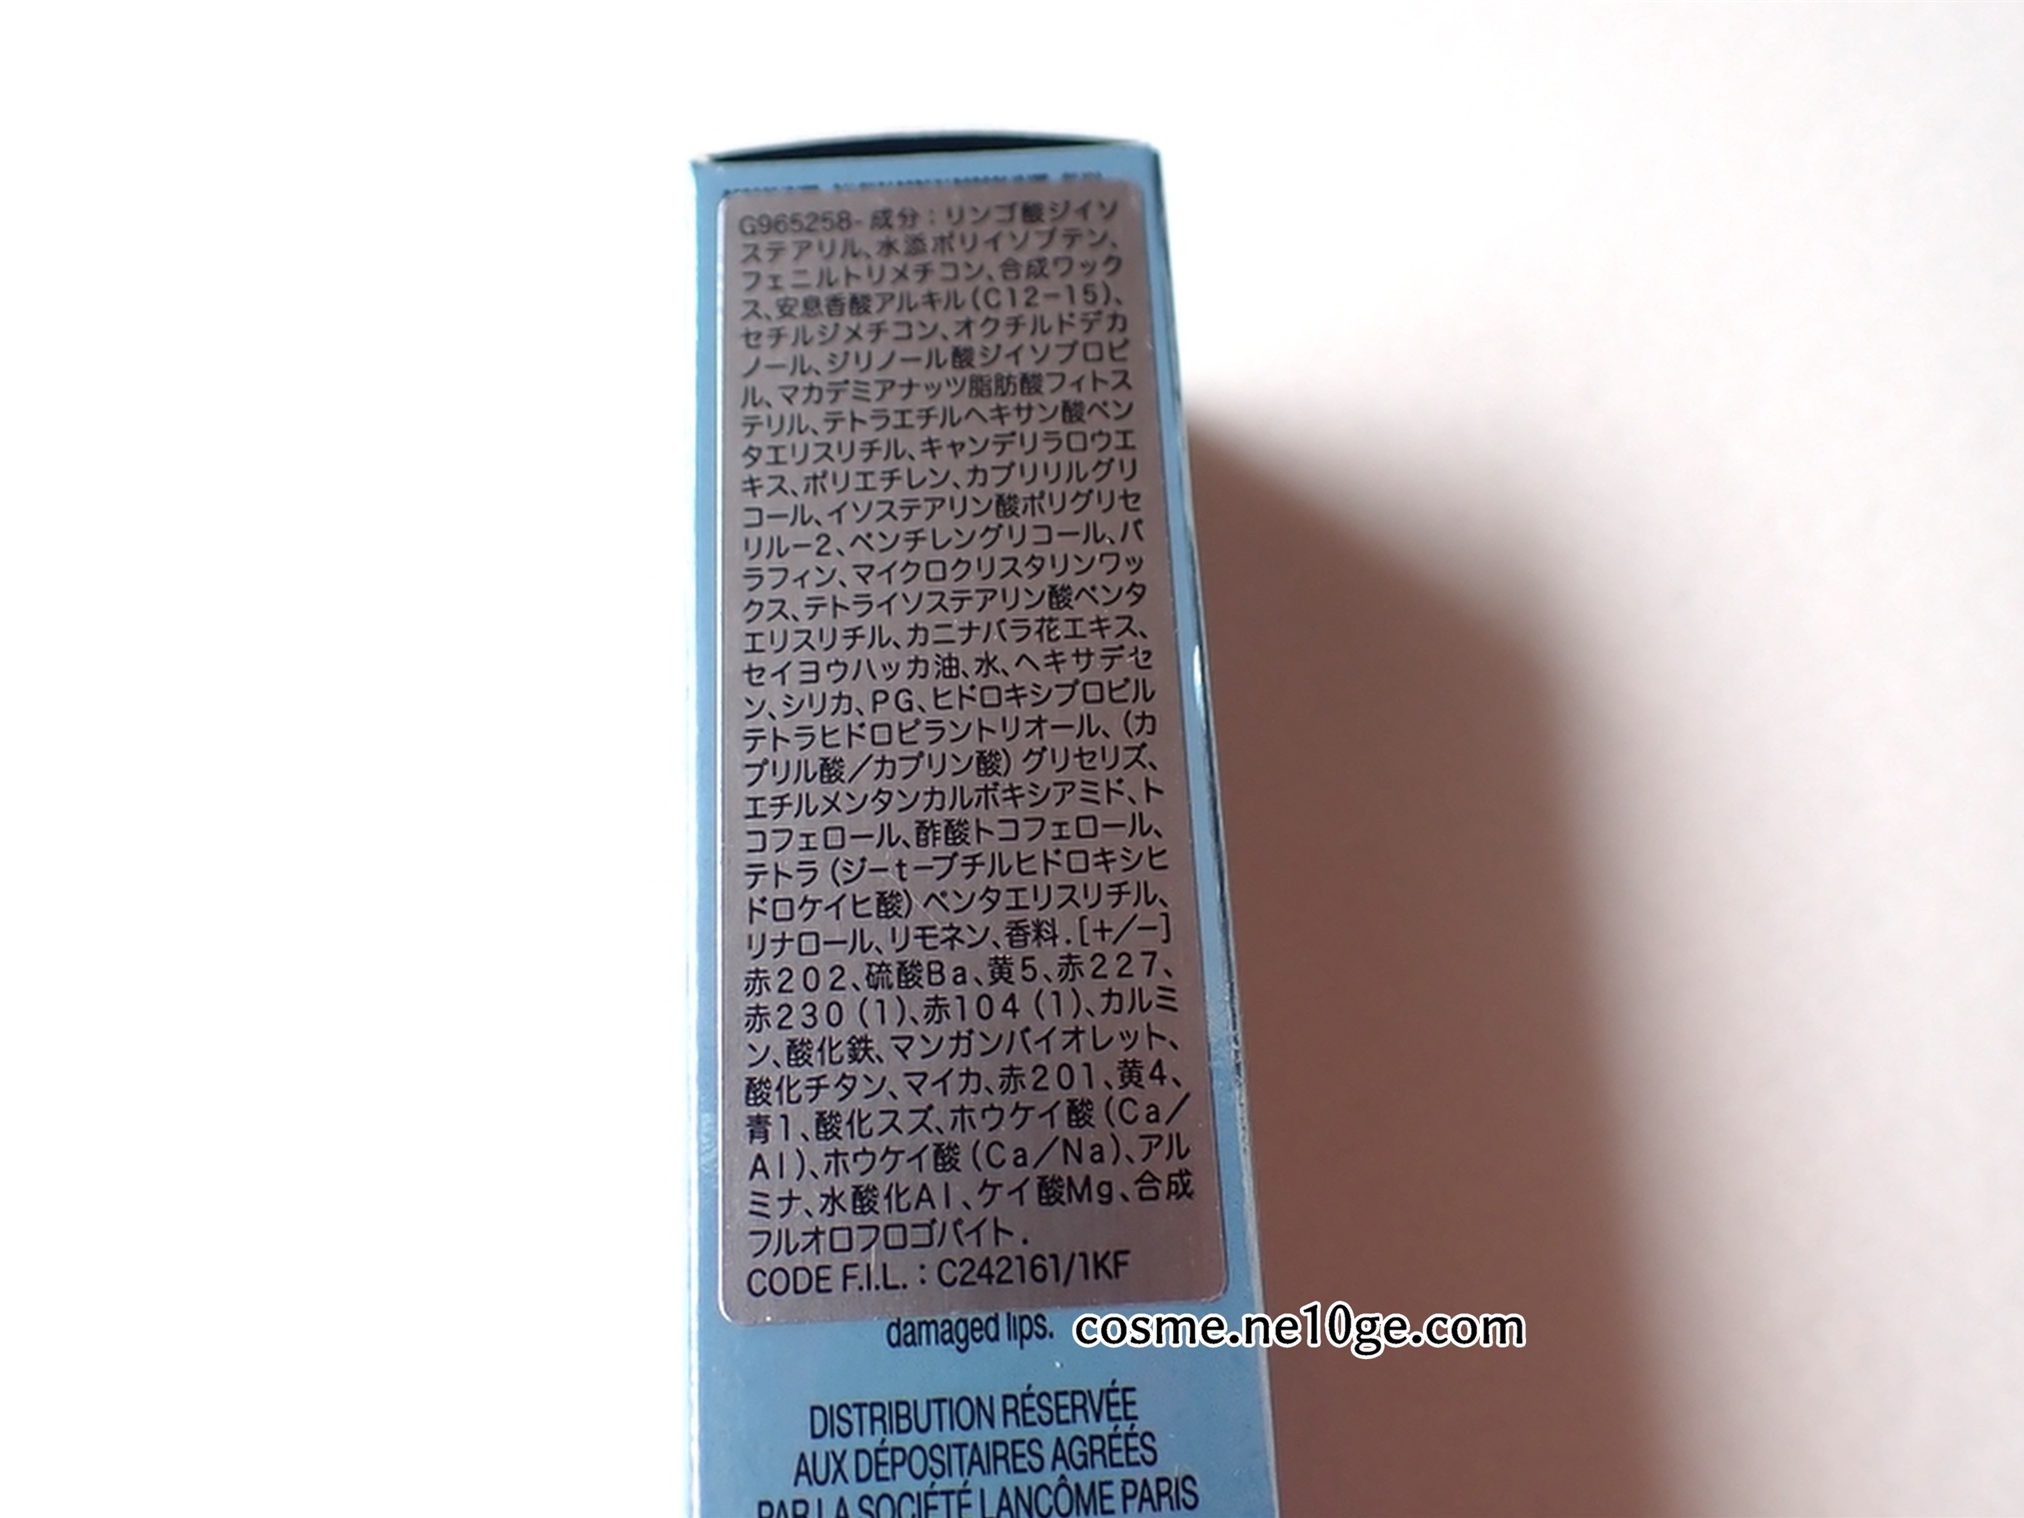 G965258- 成分：リンゴ酸ジイソ
ステアリル、水添ポリイソブテン、
フェニルトリメチコン、合成ワック
ス、安息香酸アルキル(C12-15)、
セチルジメチコン、オクチルドデカ
ノール、ジリノール酸ジイソプロピ
ル、マカデミアナッツ脂肪酸フィトス
テリル、テトラエチルヘキサン酸ペン
タエリスリチル、キャンデリラロウエ
キス、ポリエチレン、カプリリルグリ
コール、イソステアリン酸ポリグリセ
リル-2、ペンチレングリコール、パ
ラフィン、マイクロクリスタリンワッ
クス、テトライソステアリン酸ペンタ
エリスリチル、カニナバラ花エキス、
セイヨウハッカ油、水、ヘキサデセ
ン、シリカ、PG、ヒドロキシプロピル
テトラヒドロピラントリオール、(カ
プリル酸／カプリン酸) グリセリズ、
エチルメンタンカルボキシアミド、ト
コフェロール、酢酸トコフェロール、
テトラ (ジ-t-ブチルヒドロキシヒ
ドロケイヒ酸) ペンタエリスリチル、
リナロール、リモネン、香料.[+/-]
赤202、硫酸Ba、黄5、赤227、
赤230 (1)、赤104 (1)、カルミ
ン、酸化鉄、マンガンバイオレット、
酸化チタン、マイカ、赤201、黄4、
青1、酸化スズ、ホウケイ酸 (Ca／
Al)、ホウケイ酸 (Ca／Na)、アル
ミナ、水酸化Al、ケイ酸Mg、合成
フルオロフロゴパイト.
CODE F.I.L. : C242161/1KF
damaged lips.
cosme.ne10ge.com
DISTRIBUTION RÉSERVÉE
AUX DÉPOSITAIRES AGRÉÉS
PAR LA SOCIÉTÉ LANCÔME PARIS